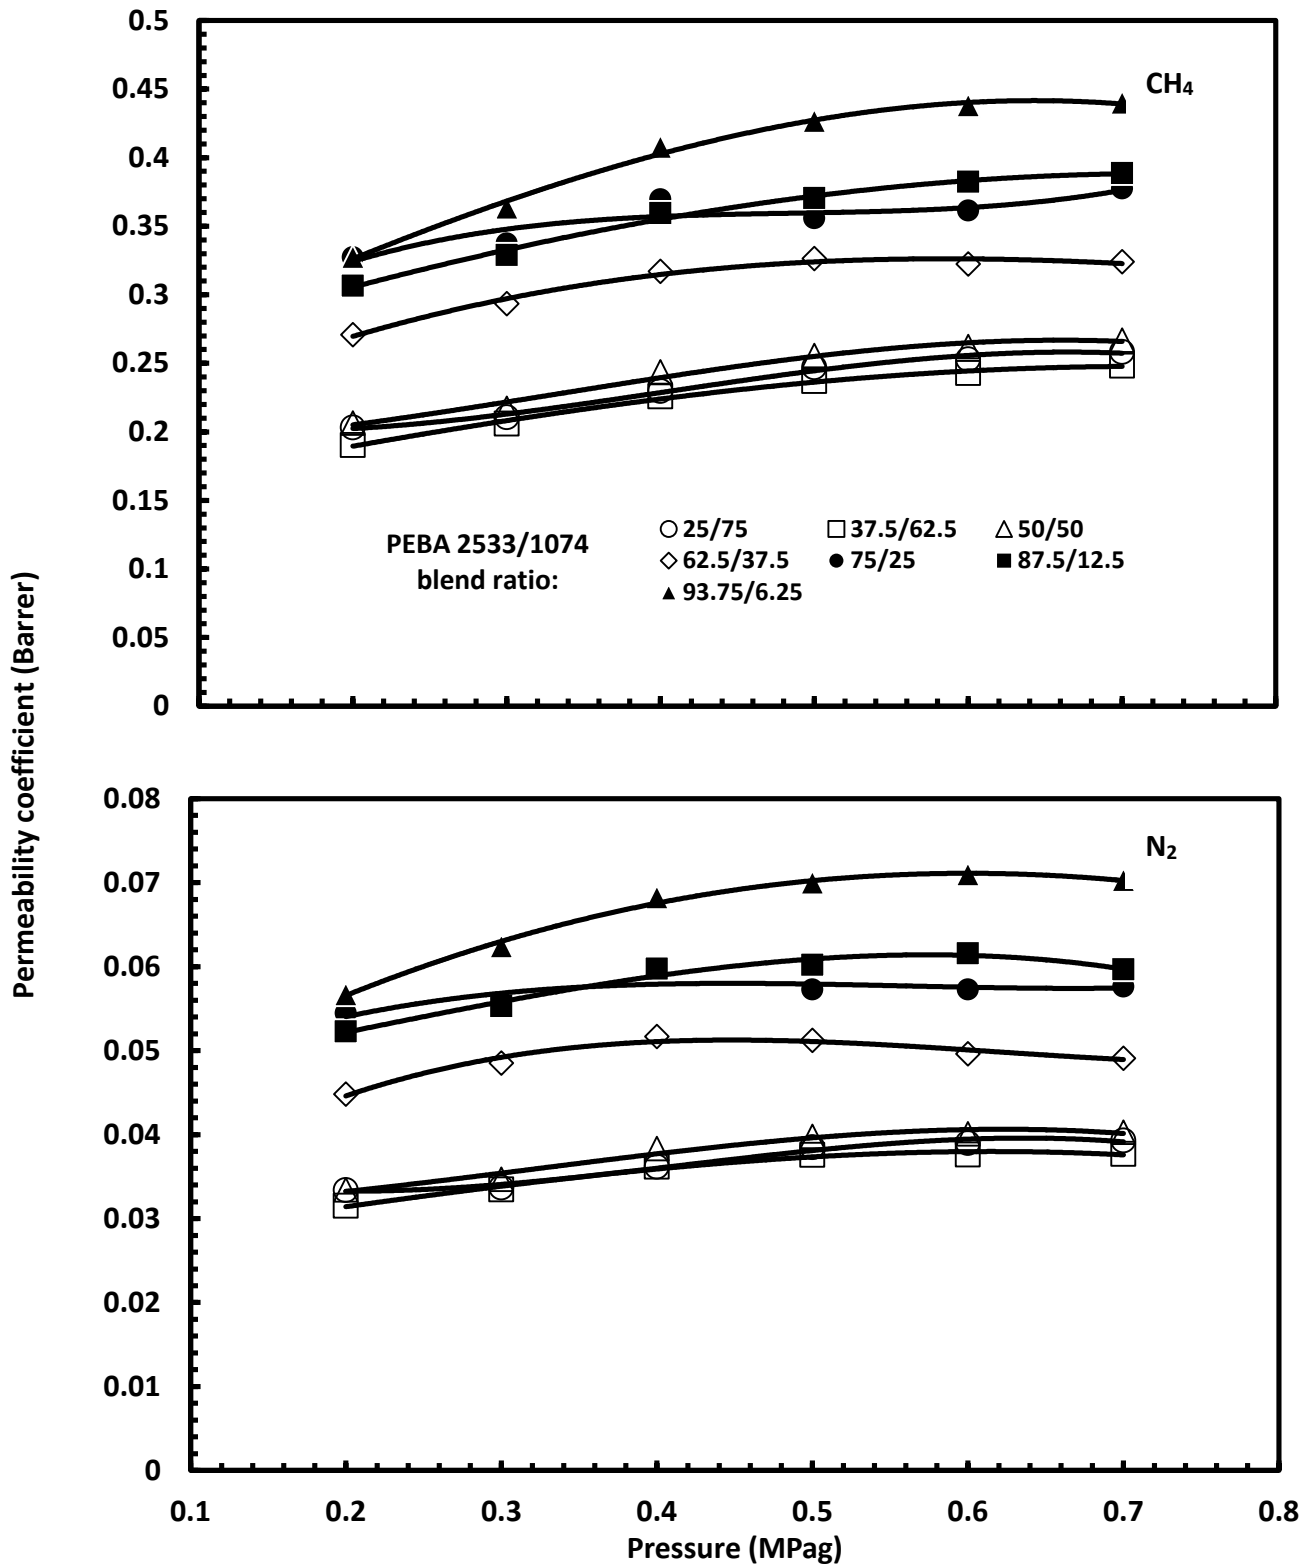 0.5
0.45
CH₄
0.4
0.35
0.3
0.25
0.2
0.15
0.1
0.05
0
PEBA 2533/1074
blend ratio:
25/75 37.5/62.5 50/50
62.5/37.5 75/25 87.5/12.5
93.75/6.25
Permeability coefficient (Barrer)
0.08
N₂
0.07
0.06
0.05
0.04
0.03
0.02
0.01
0
0.1 0.2 0.3 0.4 0.5 0.6 0.7 0.8
Pressure (MPag)